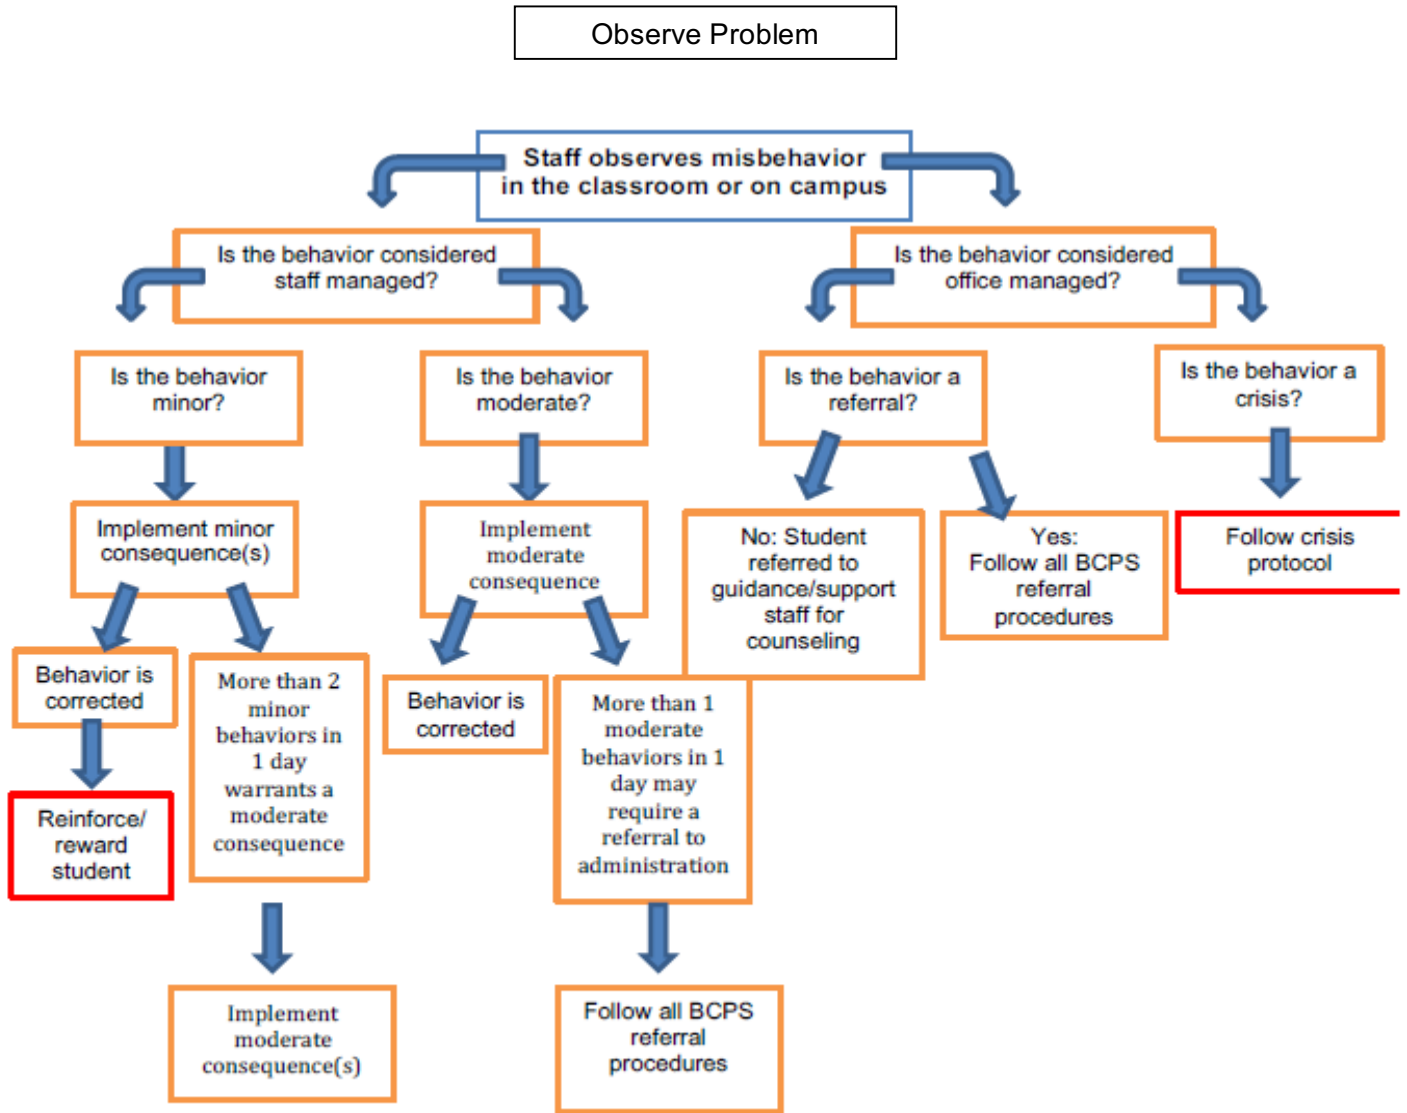 Observe Problem
Staff observes misbehavior
in the classroom or on campus
Is the behavior considered
staff managed?
Is the behavior considered
office managed?
Is the behavior
minor?
Is the behavior
moderate?
Is the behavior a
referral?
Is the behavior a
crisis?
Implement minor
consequence(s)
Implement
moderate
consequence
No: Student
referred to
guidance/support
staff for
counseling
Yes:
Follow all BCPS
referral
procedures
Follow crisis
protocol
Behavior is
corrected
More than 2
minor
behaviors in
1 day
warrants a
moderate
consequence
Behavior is
corrected
More than 1
moderate
behaviors in 1
day may
require a
referral to
administration
Reinforce/
reward
student
Implement
moderate
consequence(s)
Follow all BCPS
referral
procedures